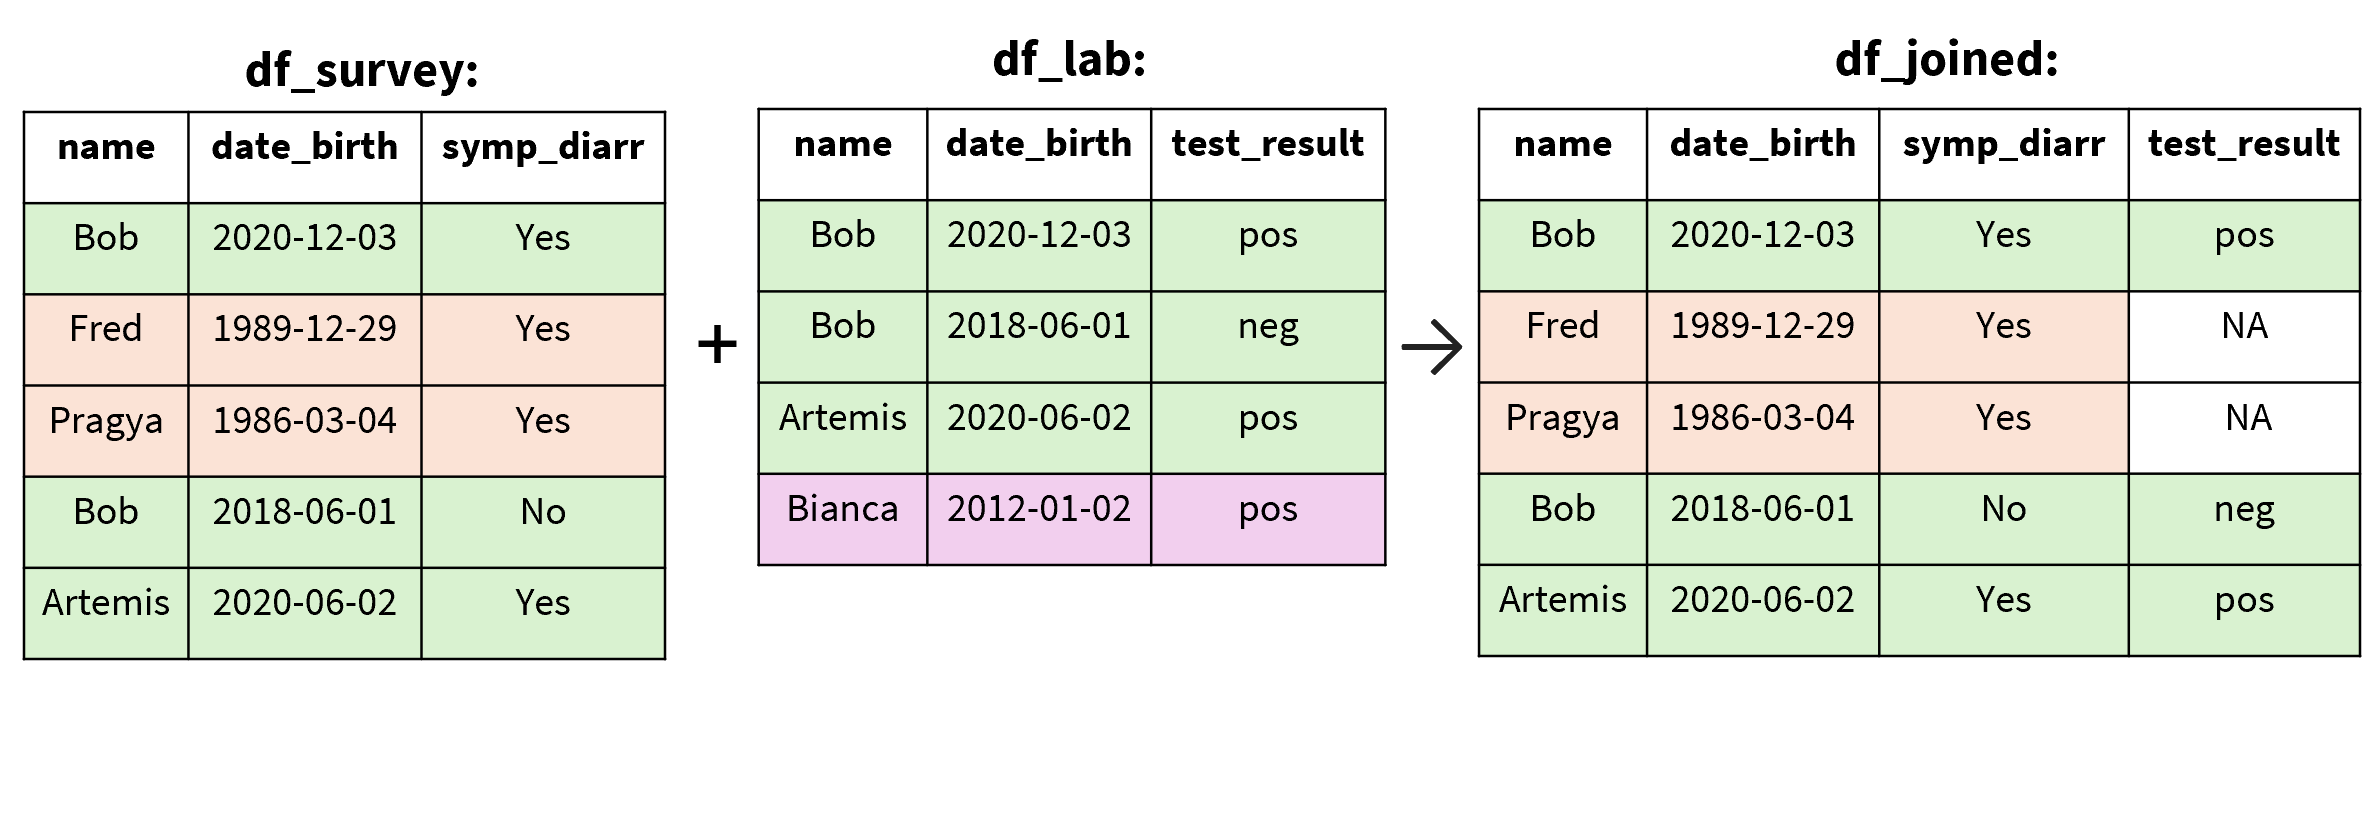 df_survey:
name date_birth symp_diarr
Bob 2020-12-03 Yes
Fred 1989-12-29 Yes
Pragya 1986-03-04 Yes
Bob 2018-06-01 No
Artemis 2020-06-02 Yes
+
df_lab:
name date_birth test_result
Bob 2020-12-03 pos
Bob 2018-06-01 neg
Artemis 2020-06-02 pos
Bianca 2012-01-02 pos
→
df_joined:
name date_birth symp_diarr test_result
Bob 2020-12-03 Yes pos
Fred 1989-12-29 Yes NA
Pragya 1986-03-04 Yes NA
Bob 2018-06-01 No neg
Artemis 2020-06-02 Yes pos